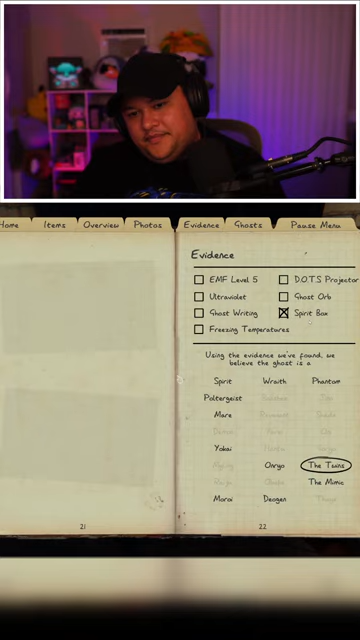 Home Items Overview Photos Evidence Ghosts Pause Menu
Evidence
EMF Level 5 D.O.T.S Projector
Ultraviolet Ghost Orb
Ghost Writing Spirit Box
Freezing Temperatures
Using the evidence we've found, we
believe the ghost is a
Spirit Wraith Phantom
Poltergeist
Mare
Yokai
Onryo The Twins
The Mimic
Moroi Deogen
21 22